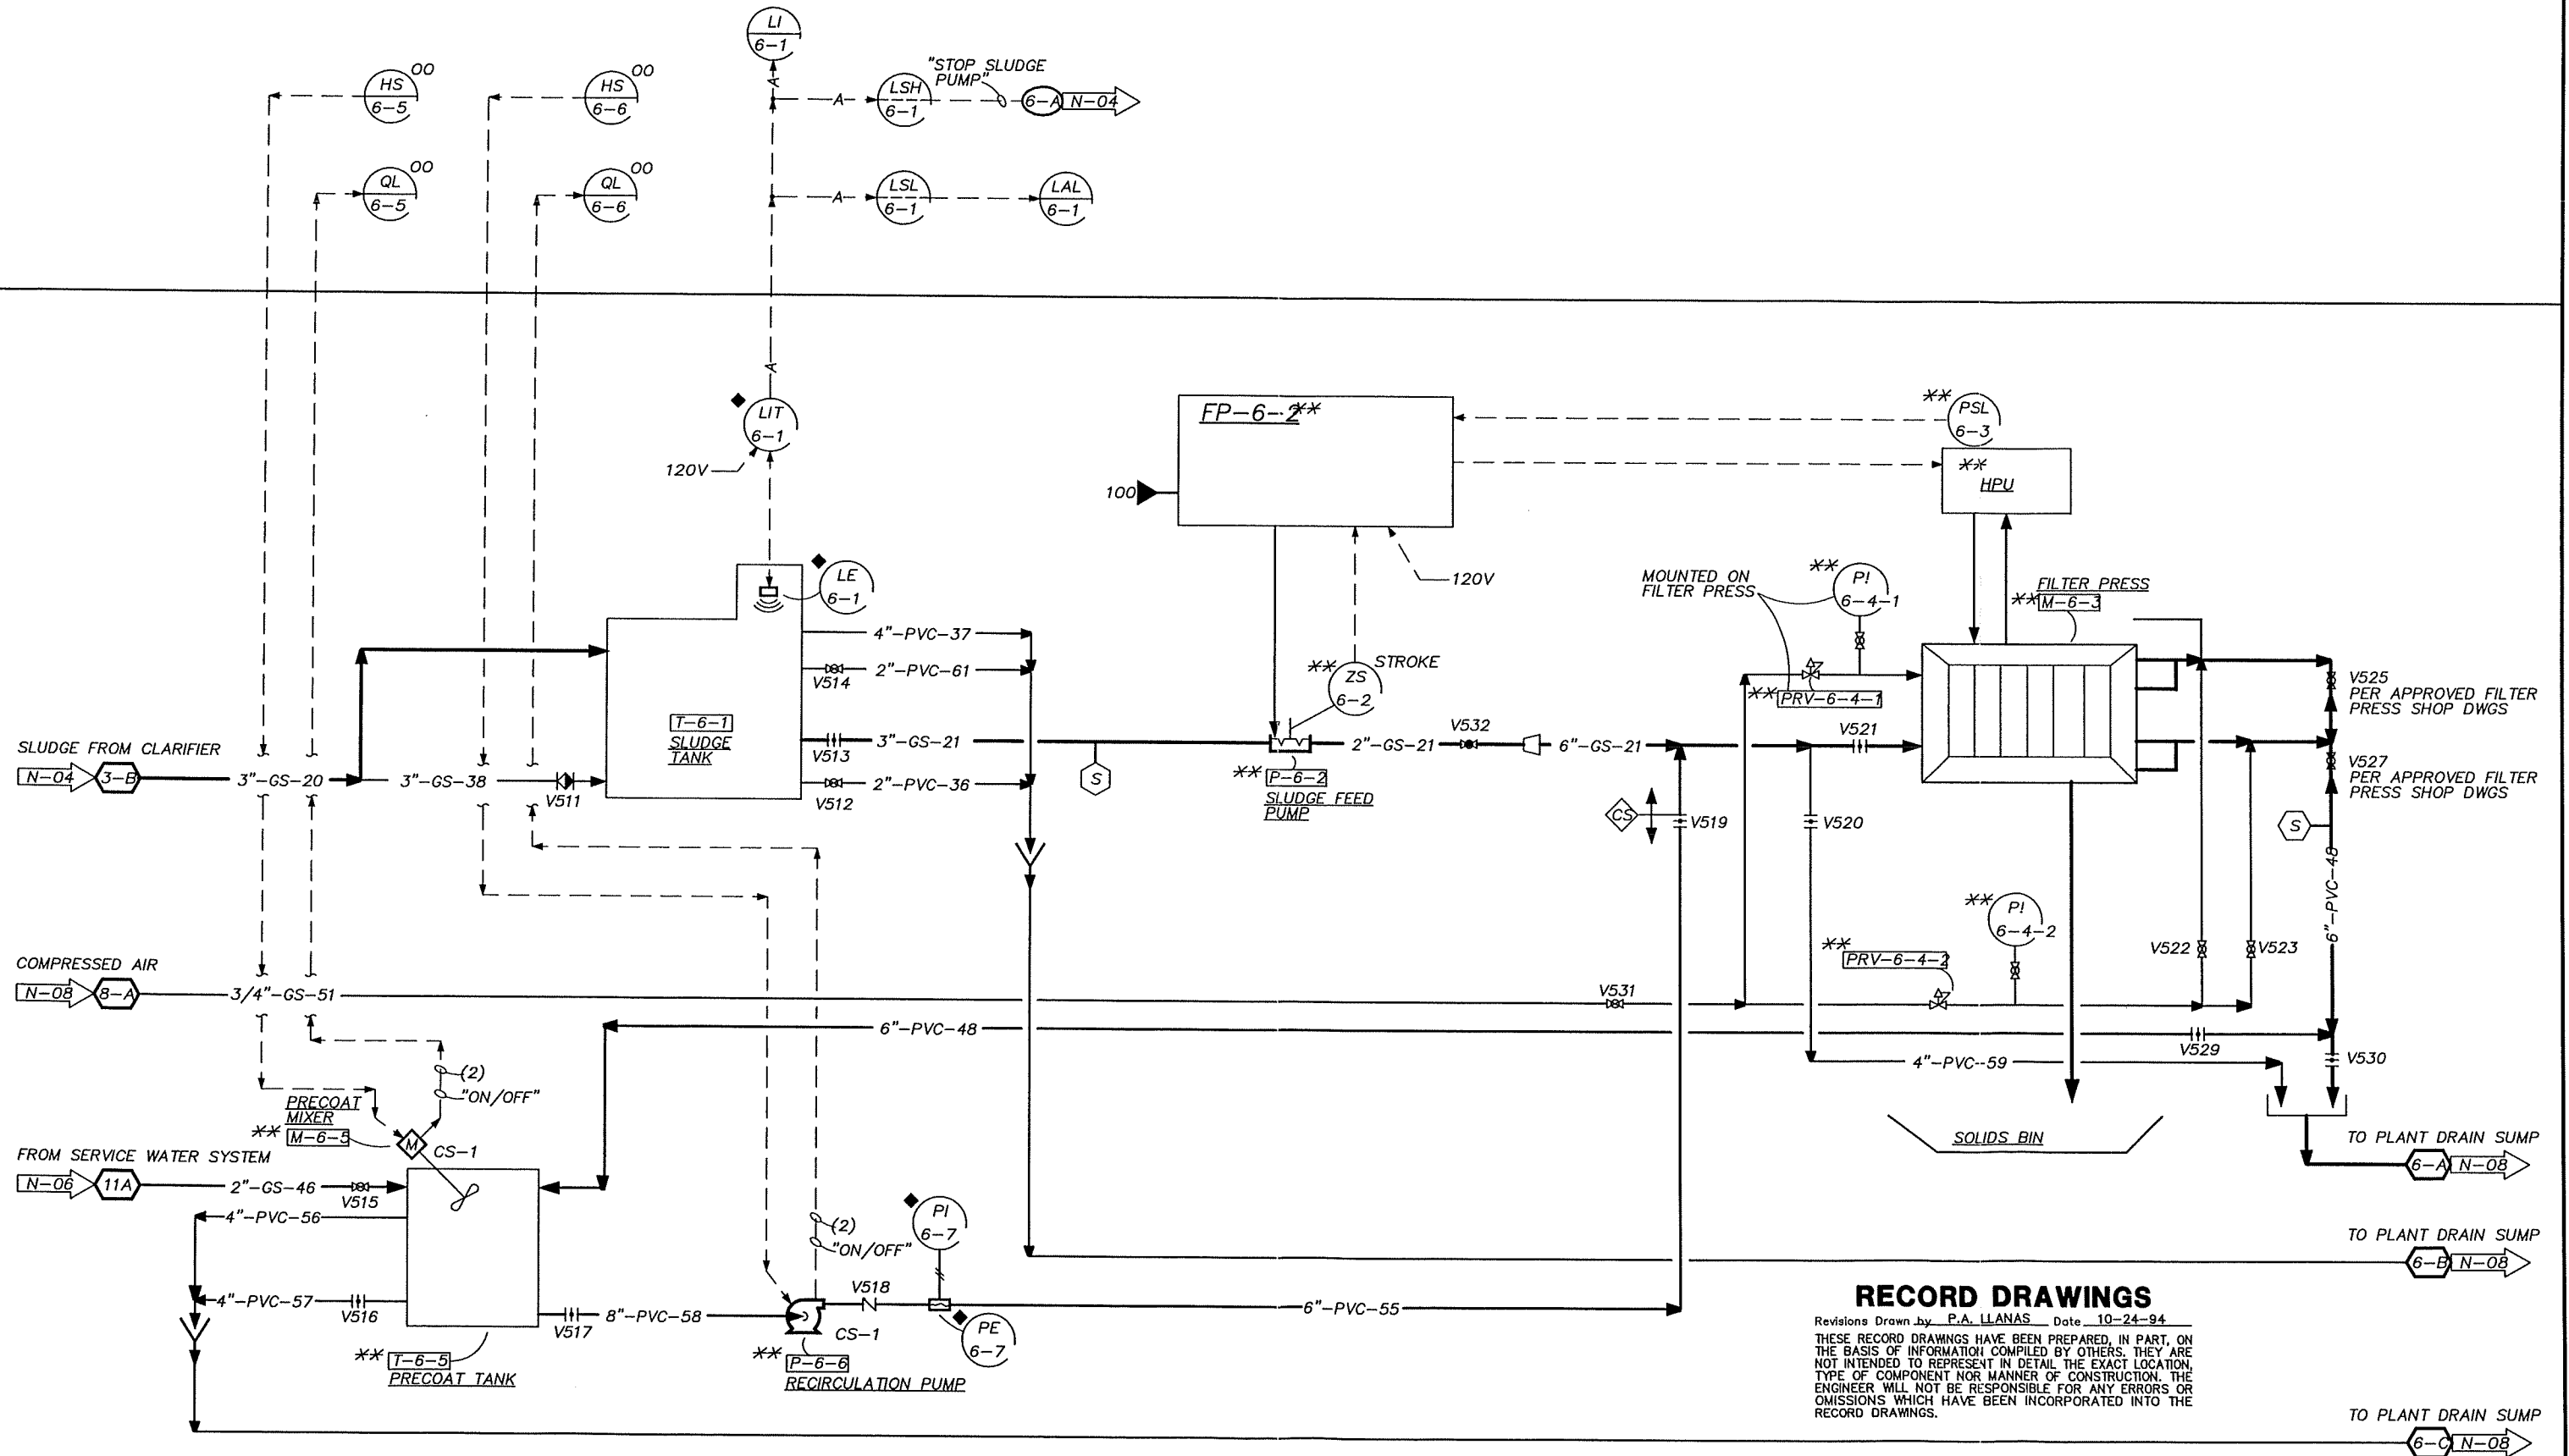 LI
6-1
"STOP SLUDGE
PUMP"
HS
6-5
OO
HS
6-6
OO
A
A
LSH
6-1
6-A
N-04
QL
6-5
OO
QL
6-6
OO
A
LSL
6-1
LAL
6-1
A
LIT
6-1
120V
FP-6-2**
**
PSL
6-3
**
HPU
100
120V
LE
6-1
MOUNTED ON
FILTER PRESS
**
P!
6-4-1
FILTER PRESS
**
M-6-3
4"-PVC-37
V514
2"-PVC-61
**
ZS
6-2
STROKE
**
PRV-6-4-1
V525
PER APPROVED FILTER
PRESS SHOP DWGS
T-6-1
SLUDGE
TANK
V513
3"-GS-21
2"-GS-21
V532
6"-GS-21
V521
SLUDGE FROM CLARIFIER
N-04
3-B
3"-GS-20
3"-GS-38
V511
V512
2"-PVC-36
S
**
P-6-2
SLUDGE FEED
PUMP
V527
PER APPROVED FILTER
PRESS SHOP DWGS
CS
V519
V520
S
6"-PVC-48
**
P!
6-4-2
**
PRV-6-4-2
V522
V523
COMPRESSED AIR
N-08
8-A
3/4"-GS-51
V531
6"-PVC-48
V529
V530
4"-PVC--59
(2)
"ON/OFF"
PRECOAT
MIXER
**
M-6-5
M
CS-1
SOLIDS BIN
TO PLANT DRAIN SUMP
6-A
N-08
FROM SERVICE WATER SYSTEM
N-06
11A
2"-GS-46
V515
4"-PVC-56
(2)
"ON/OFF"
PI
6-7
TO PLANT DRAIN SUMP
6-B
N-08
4"-PVC-57
V516
V517
8"-PVC-58
V518
6"-PVC-55
CS-1
PE
6-7
**
T-6-5
PRECOAT TANK
**
P-6-6
RECIRCULATION PUMP
RECORD DRAWINGS
Revisions Drawn by P.A. LLANAS Date 10-24-94
THESE RECORD DRAWINGS HAVE BEEN PREPARED, IN PART, ON
THE BASIS OF INFORMATION COMPILED BY OTHERS. THEY ARE
NOT INTENDED TO REPRESENT IN DETAIL THE EXACT LOCATION,
TYPE OF COMPONENT NOR MANNER OF CONSTRUCTION. THE
ENGINEER WILL NOT BE RESPONSIBLE FOR ANY ERRORS OR
OMISSIONS WHICH HAVE BEEN INCORPORATED INTO THE
RECORD DRAWINGS.
TO PLANT DRAIN SUMP
6-C
N-08